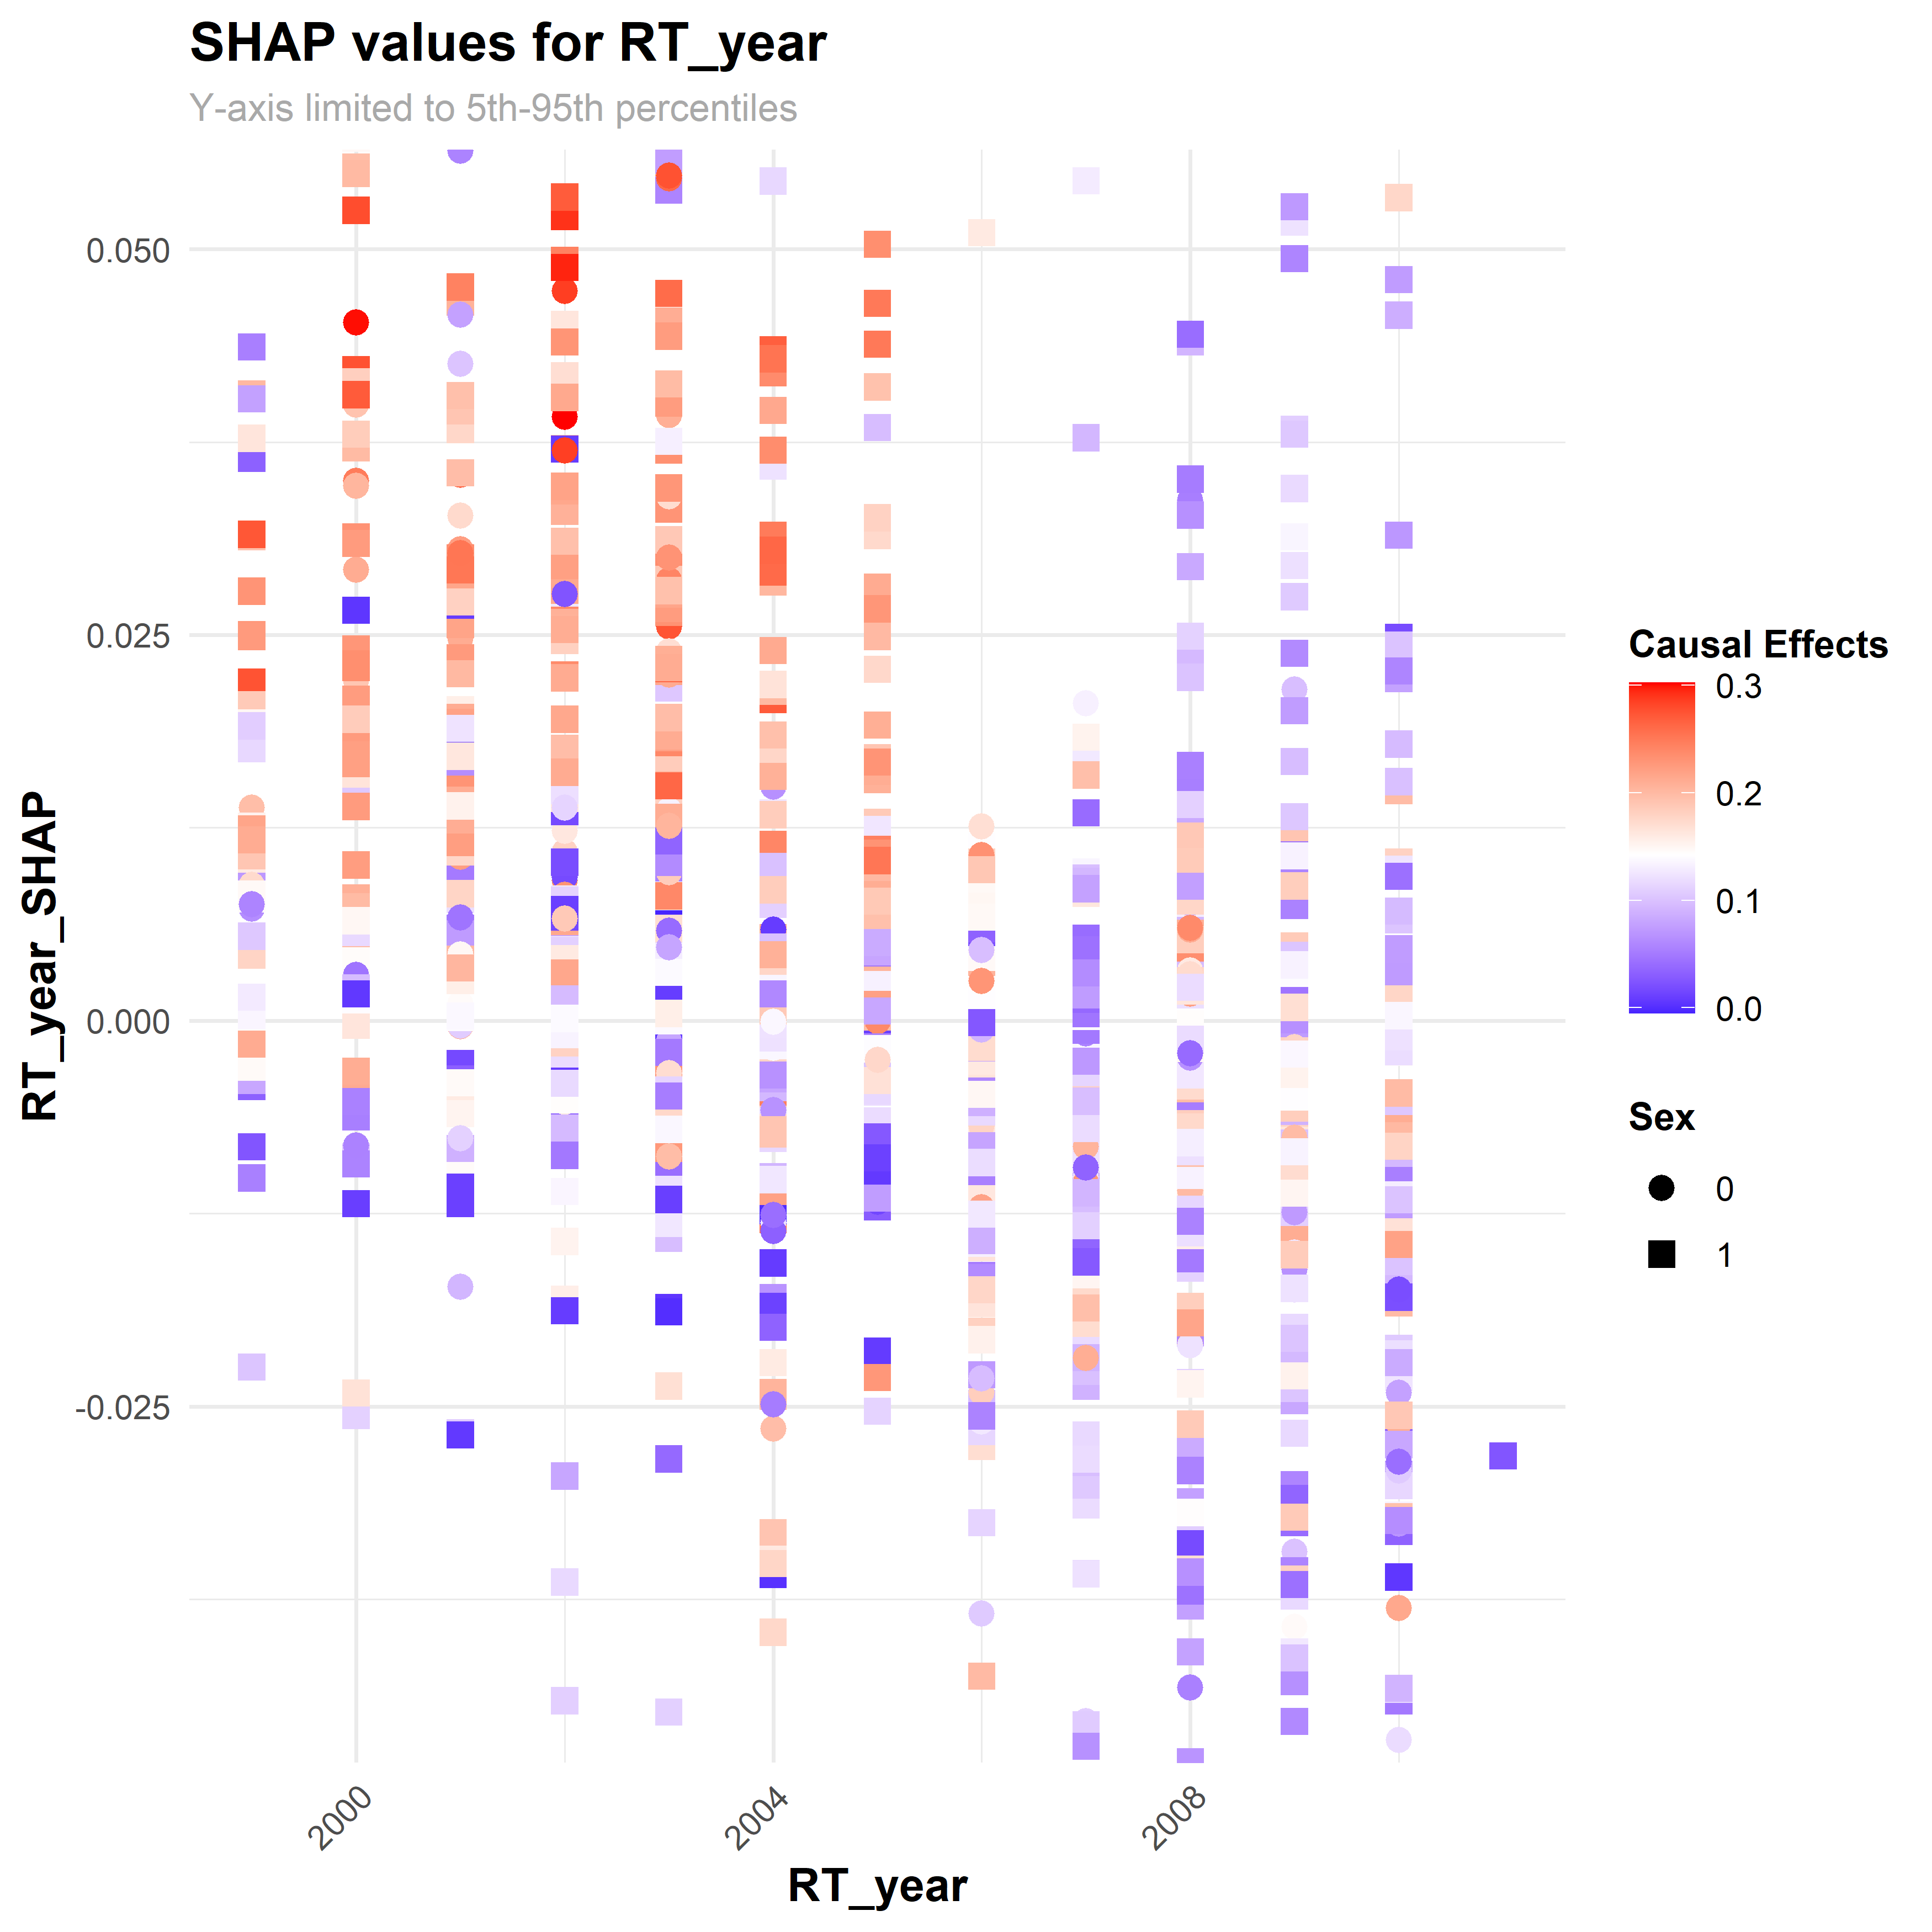 SHAP values for RT_year
Y-axis limited to 5th-95th percentiles
RT_year_SHAP
0.050
0.025
0.000
-0.025
2000
2004
2008
RT_year
Causal Effects
0.3
0.2
0.1
0.0
Sex
0
1